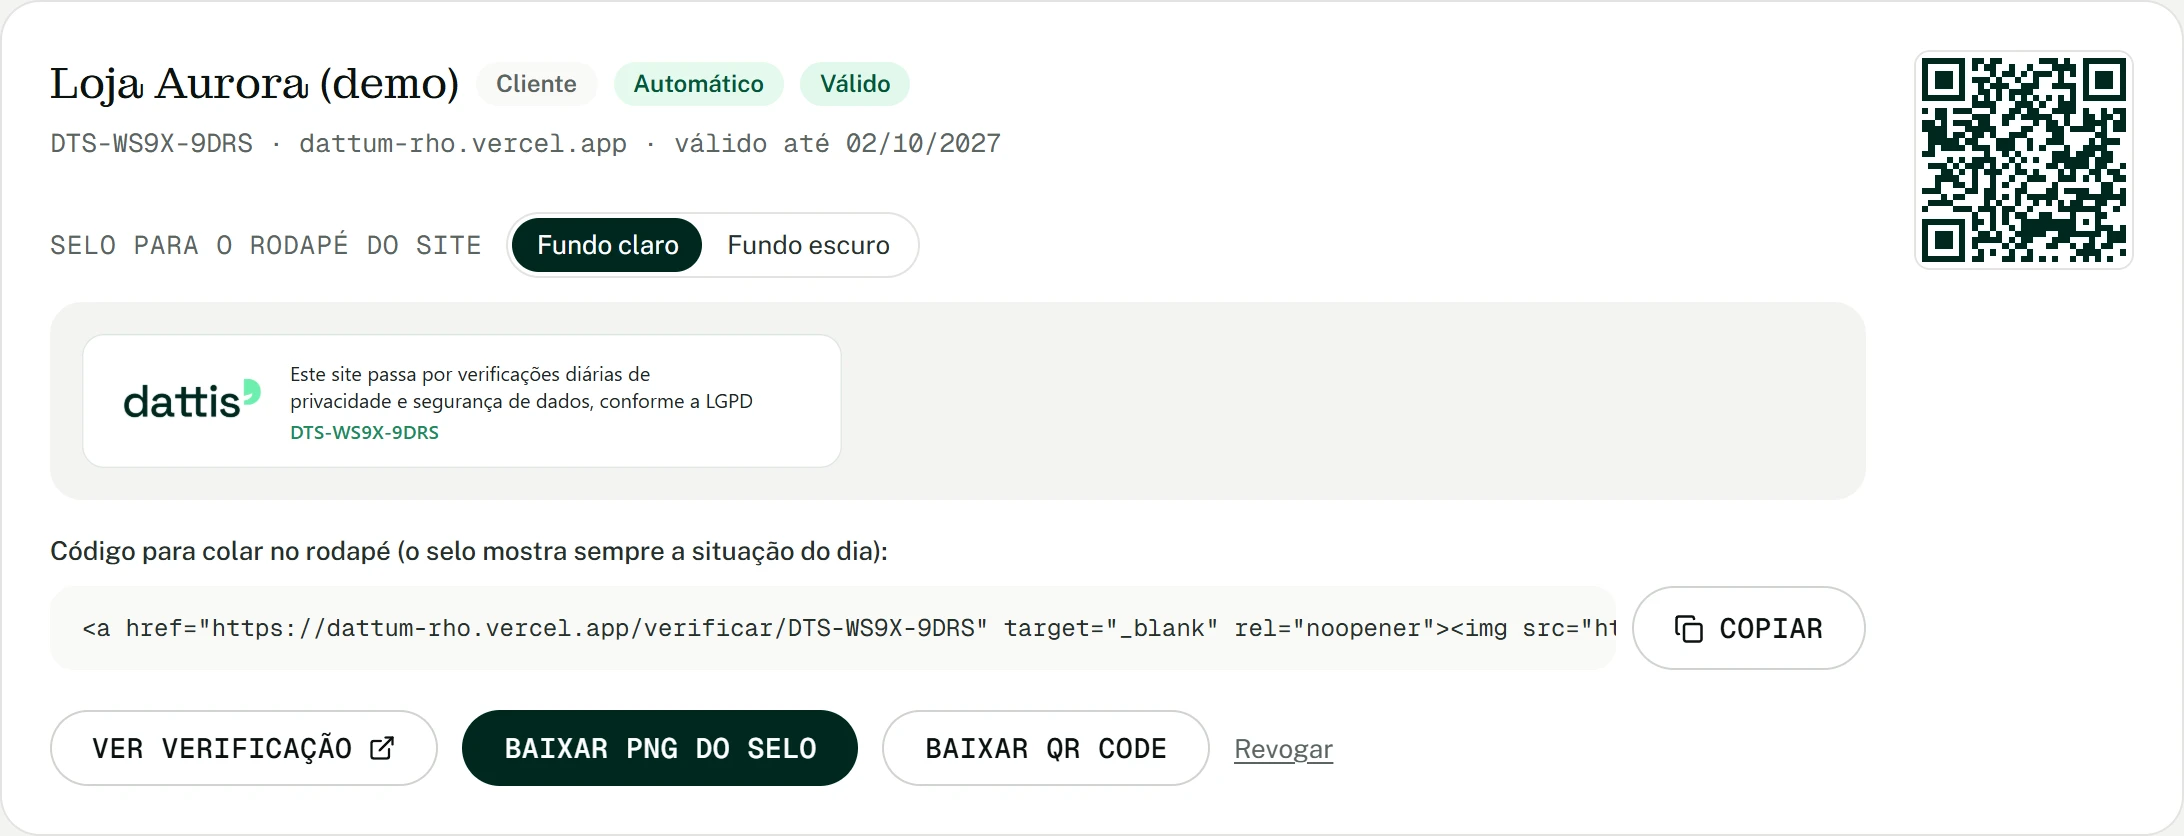 Loja Aurora (demo) Cliente Automático Válido
DTS-WS9X-9DRS · dattum-rho.vercel.app · válido até 02/10/2027
SELO PARA O RODAPÉ DO SITE Fundo claro Fundo escuro
dattis
Este site passa por verificações diárias de
privacidade e segurança de dados, conforme a LGPD
DTS-WS9X-9DRS
Código para colar no rodapé (o selo mostra sempre a situação do dia):
<a href="https://dattum-rho.vercel.app/verificar/DTS-WS9X-9DRS" target="_blank" rel="noopener"><img src="ht
COPIAR
VER VERIFICAÇÃO BAIXAR PNG DO SELO BAIXAR QR CODE Revogar